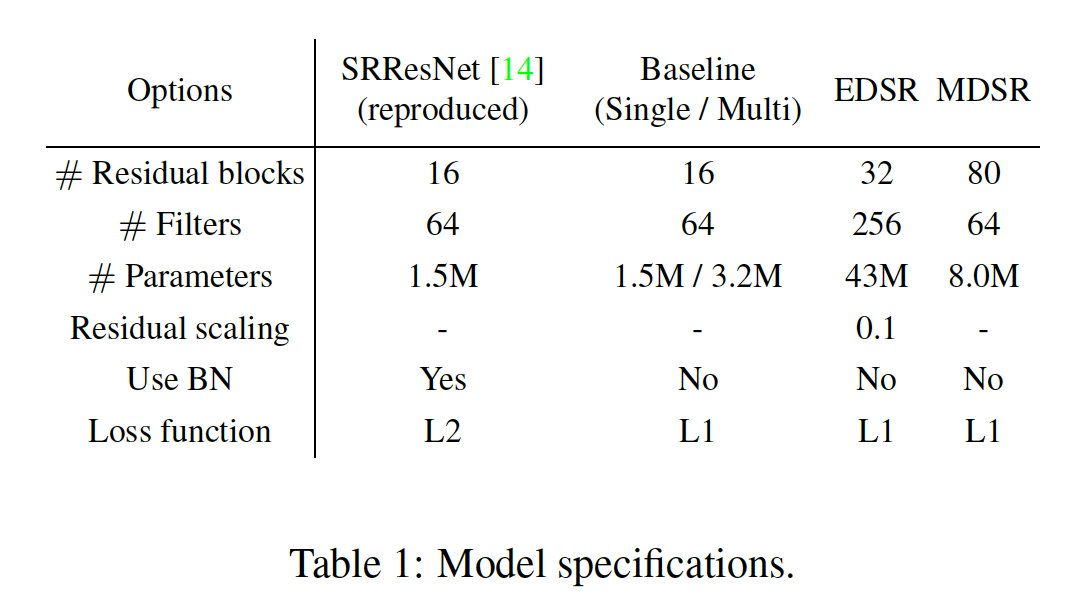 Options SRResNet [14] (reproduced) Baseline (Single / Multi) EDSR MDSR
# Residual blocks 16 16 32 80
# Filters 64 64 256 64
# Parameters 1.5M 1.5M / 3.2M 43M 8.0M
Residual scaling - - 0.1 -
Use BN Yes No No No
Loss function L2 L1 L1 L1
Table 1: Model specifications.